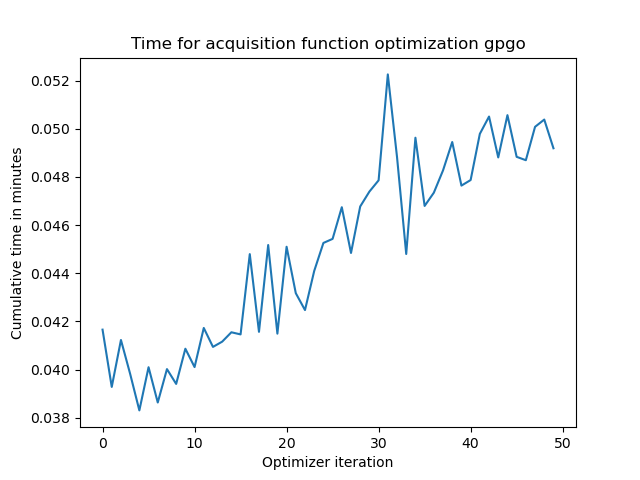 Time for acquisition function optimization gpgo
0.052
0.050
0.048
0.046
0.044
0.042
0.040
0.038
Cumulative time in minutes
0 10 20 30 40 50
Optimizer iteration